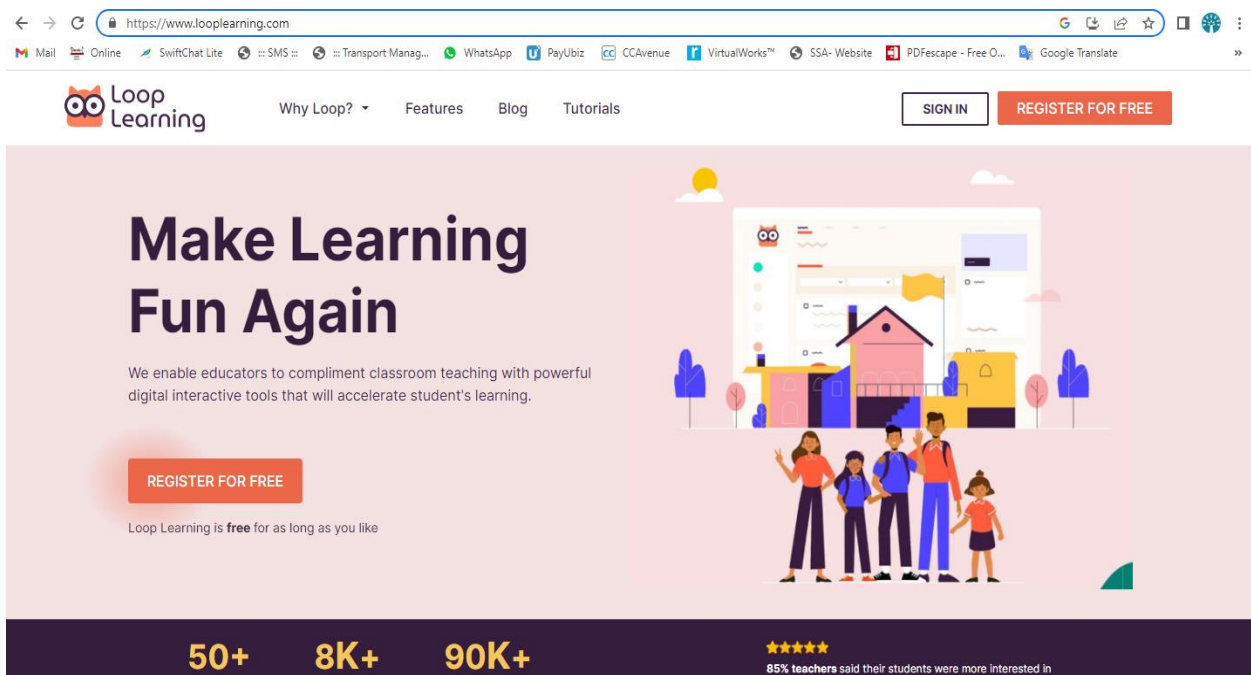 https://www.looplearning.com
Mail Online SwiftChat Lite ::: SMS ::: ::: Transport Manag... WhatsApp PayUbiz CCAvenue VirtualWorks™ SSA- Website PDFescape - Free O... Google Translate »
Loop
Learning
Why Loop? Features Blog Tutorials SIGN IN REGISTER FOR FREE
Make Learning
Fun Again
We enable educators to compliment classroom teaching with powerful
digital interactive tools that will accelerate student's learning.
REGISTER FOR FREE
Loop Learning is free for as long as you like
50+ 8K+ 90K+
85% teachers said their students were more interested in